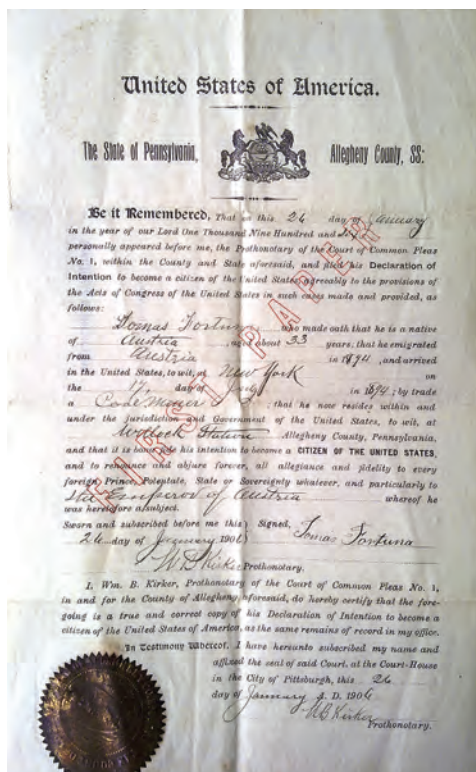 United States of America.
The State of Pennsylvania, Allegheny County, SS:
Be it Remembered, That on this 26 day of January
in the year of our Lord One Thousand Nine Hundred and
personally appeared before me, the Prothonotary of the Court of Common Pleas
No. 1, within the County and State aforesaid, and filed his Declaration of
Intention to become a citizen of the United States agreeably to the provisions of
the Acts of Congress of the United States in such cases made and provided, as
follows:
Tomas Fortuna who made oath that he is a native
of Austria, aged about 33 years; that he emigrated
from Austria in 1894, and arrived
in the United States, to wit, at New York on
the day of July in 1894; by trade
a Cole Miner; that he now resides within and
under the jurisdiction and Government of the United States, to wit, at
Station Allegheny County, Pennsylvania,
and that it is bona fide his intention to become a CITIZEN OF THE UNITED STATES,
and to renounce and abjure forever, all allegiance and fidelity to every
foreign Prince, Potentate, State or Sovereignty whatever, and particularly to
the Emperor of Austria whereof he
was heretofore a subject.
Sworn and subscribed before me this) Signed, Tomas Fortuna
26 day of January 1906
W B Kirker Prothonotary.
I, Wm. B. Kirker, Prothonotary of the Court of Common Pleas No. 1,
in and for the County of Allegheny, aforesaid, do hereby certify that the fore-
going is a true and correct copy of his Declaration of Intention to become a
citizen of the United States of America, as the same remains of record in my office.
In Testimony Whereof, I have hereunto subscribed my name and
affixed the seal of said Court, at the Court-House
in the City of Pittsburgh, this 26
day of January A. D. 1906
W B Kirker
Prothonotary.
FIRST PAPER